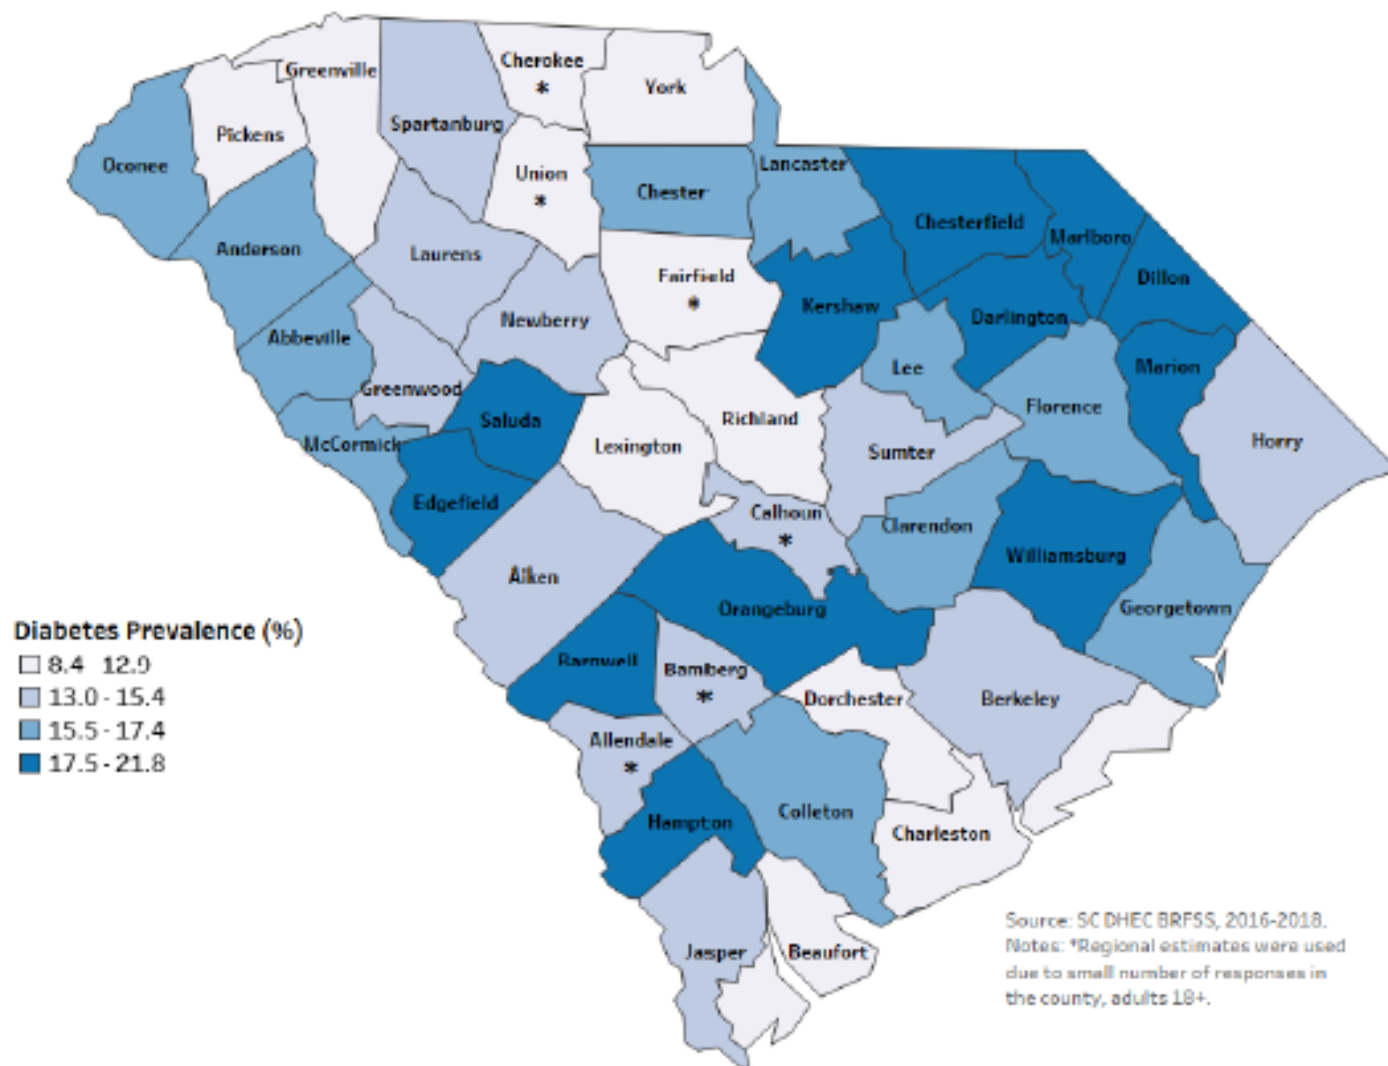 Cherokee
*
Greenville
York
Spartanburg
Pickens
Lancaster
Oconee
Union
*
Chester
Chesterfield
Marlboro
Anderson
Laurens
Fairfield
*
Dillon
Kershaw
Newberry
Darlington
Abbeville
Lee
Marion
Greenwood
Florence
Saluda
Richland
Horry
McCormick
Lexington
Sumter
Edgefield
Calhoun
*
Clarendon
Williamsburg
Aiken
Orangeburg
Georgetown
Barnwell
Bamberg
*
Dorchester
Berkeley
Allendale
*
Hampton
Colleton
Charleston
Jasper
Beaufort
Diabetes Prevalence (%)
8.4 - 12.9
13.0 - 15.4
15.5 - 17.4
17.5 - 21.8
Source: SC DHEC BRFSS, 2016-2018.
Notes: *Regional estimates were used
due to small number of responses in
the county, adults 18+.